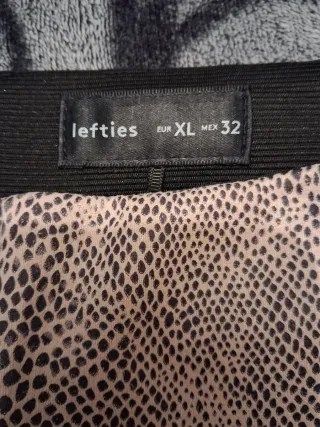 lefties EUR XL MEX 32